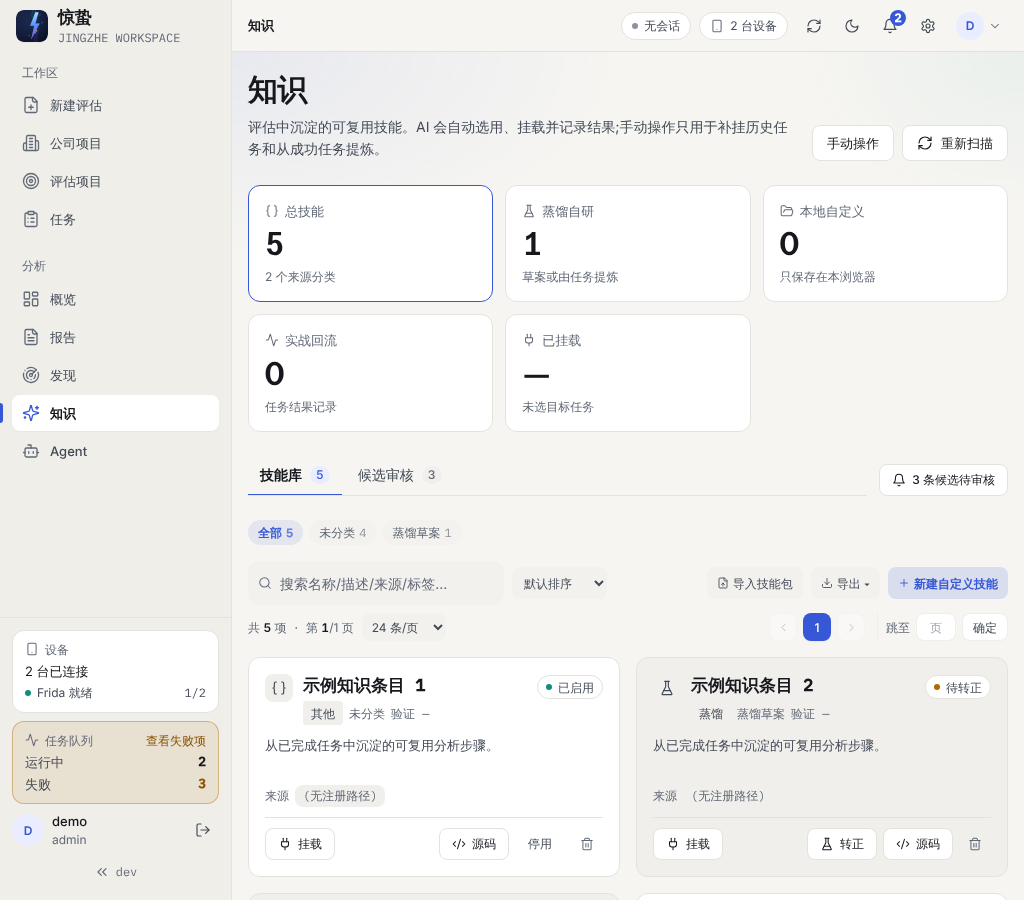 惊蛰
JINGZHE WORKSPACE
工作区
新建评估
公司项目
评估项目
任务
分析
概览
报告
发现
知识
Agent
设备
2 台已连接
Frida 就绪 1/2
任务队列 查看失败项
运行中 2
失败 3
D
demo
admin
dev
知识
无会话
2 台设备
2
D
知识
评估中沉淀的可复用技能。AI 会自动选用、挂载并记录结果;手动操作只用于补挂历史任
务和从成功任务提炼。
手动操作
重新扫描
总技能
5
2 个来源分类
蒸馏自研
1
草案或由任务提炼
本地自定义
0
只保存在本浏览器
实战回流
0
任务结果记录
已挂载
—
未选目标任务
技能库 5
候选审核 3
3 条候选待审核
全部 5
未分类 4
蒸馏草案 1
搜索名称/描述/来源/标签…
默认排序
导入技能包
导出
新建自定义技能
共 5 项 · 第 1/1 页
24 条/页
1
跳至
页
确定
示例知识条目 1
已启用
其他 未分类 验证 —
从已完成任务中沉淀的可复用分析步骤。
来源 (无注册路径)
挂载
源码
停用
示例知识条目 2
待转正
蒸馏 蒸馏草案 验证 —
从已完成任务中沉淀的可复用分析步骤。
来源 (无注册路径)
挂载
转正
源码